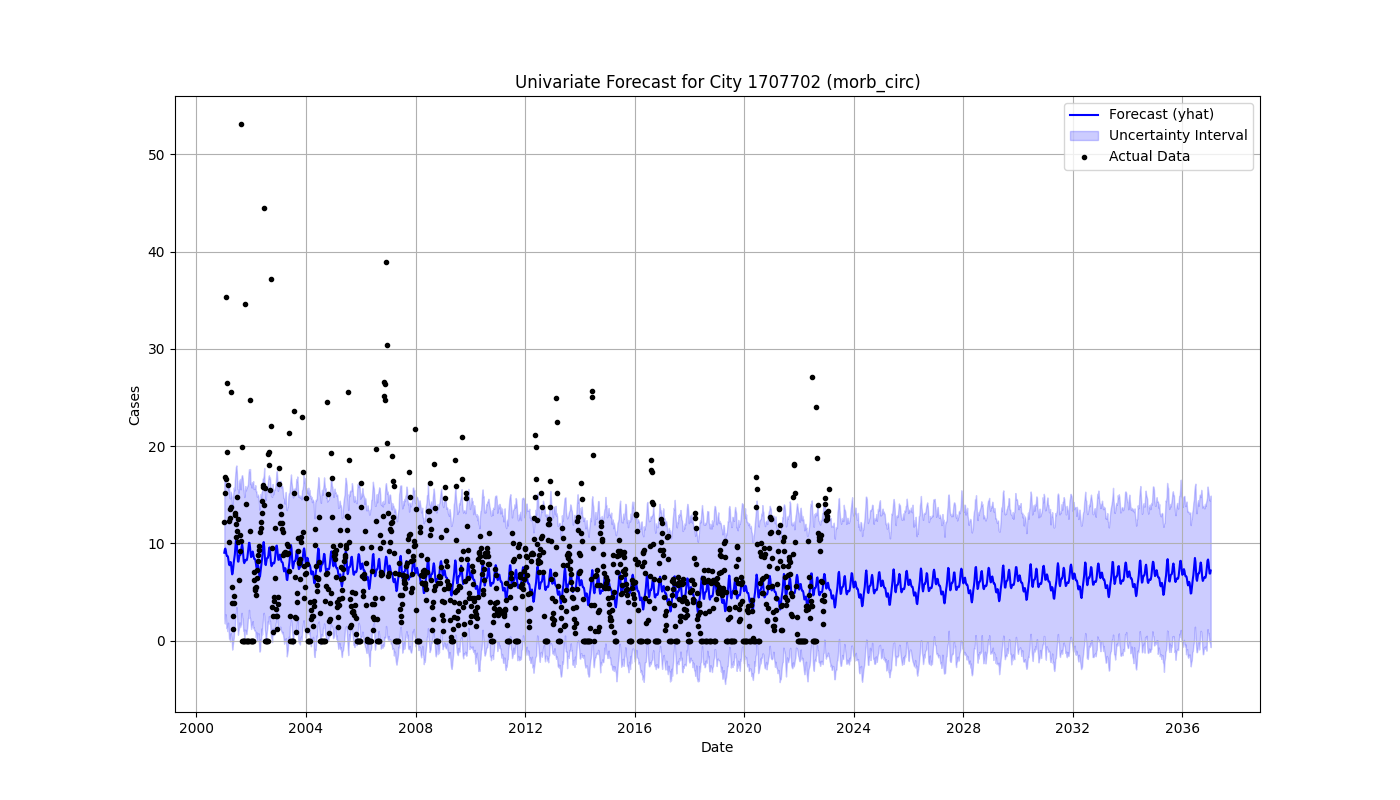 Univariate Forecast for City 1707702 (morb_circ)
Forecast (yhat)
Uncertainty Interval
Actual Data
50
40
30
20
10
0
Cases
2000 2004 2008 2012 2016 2020 2024 2028 2032 2036
Date